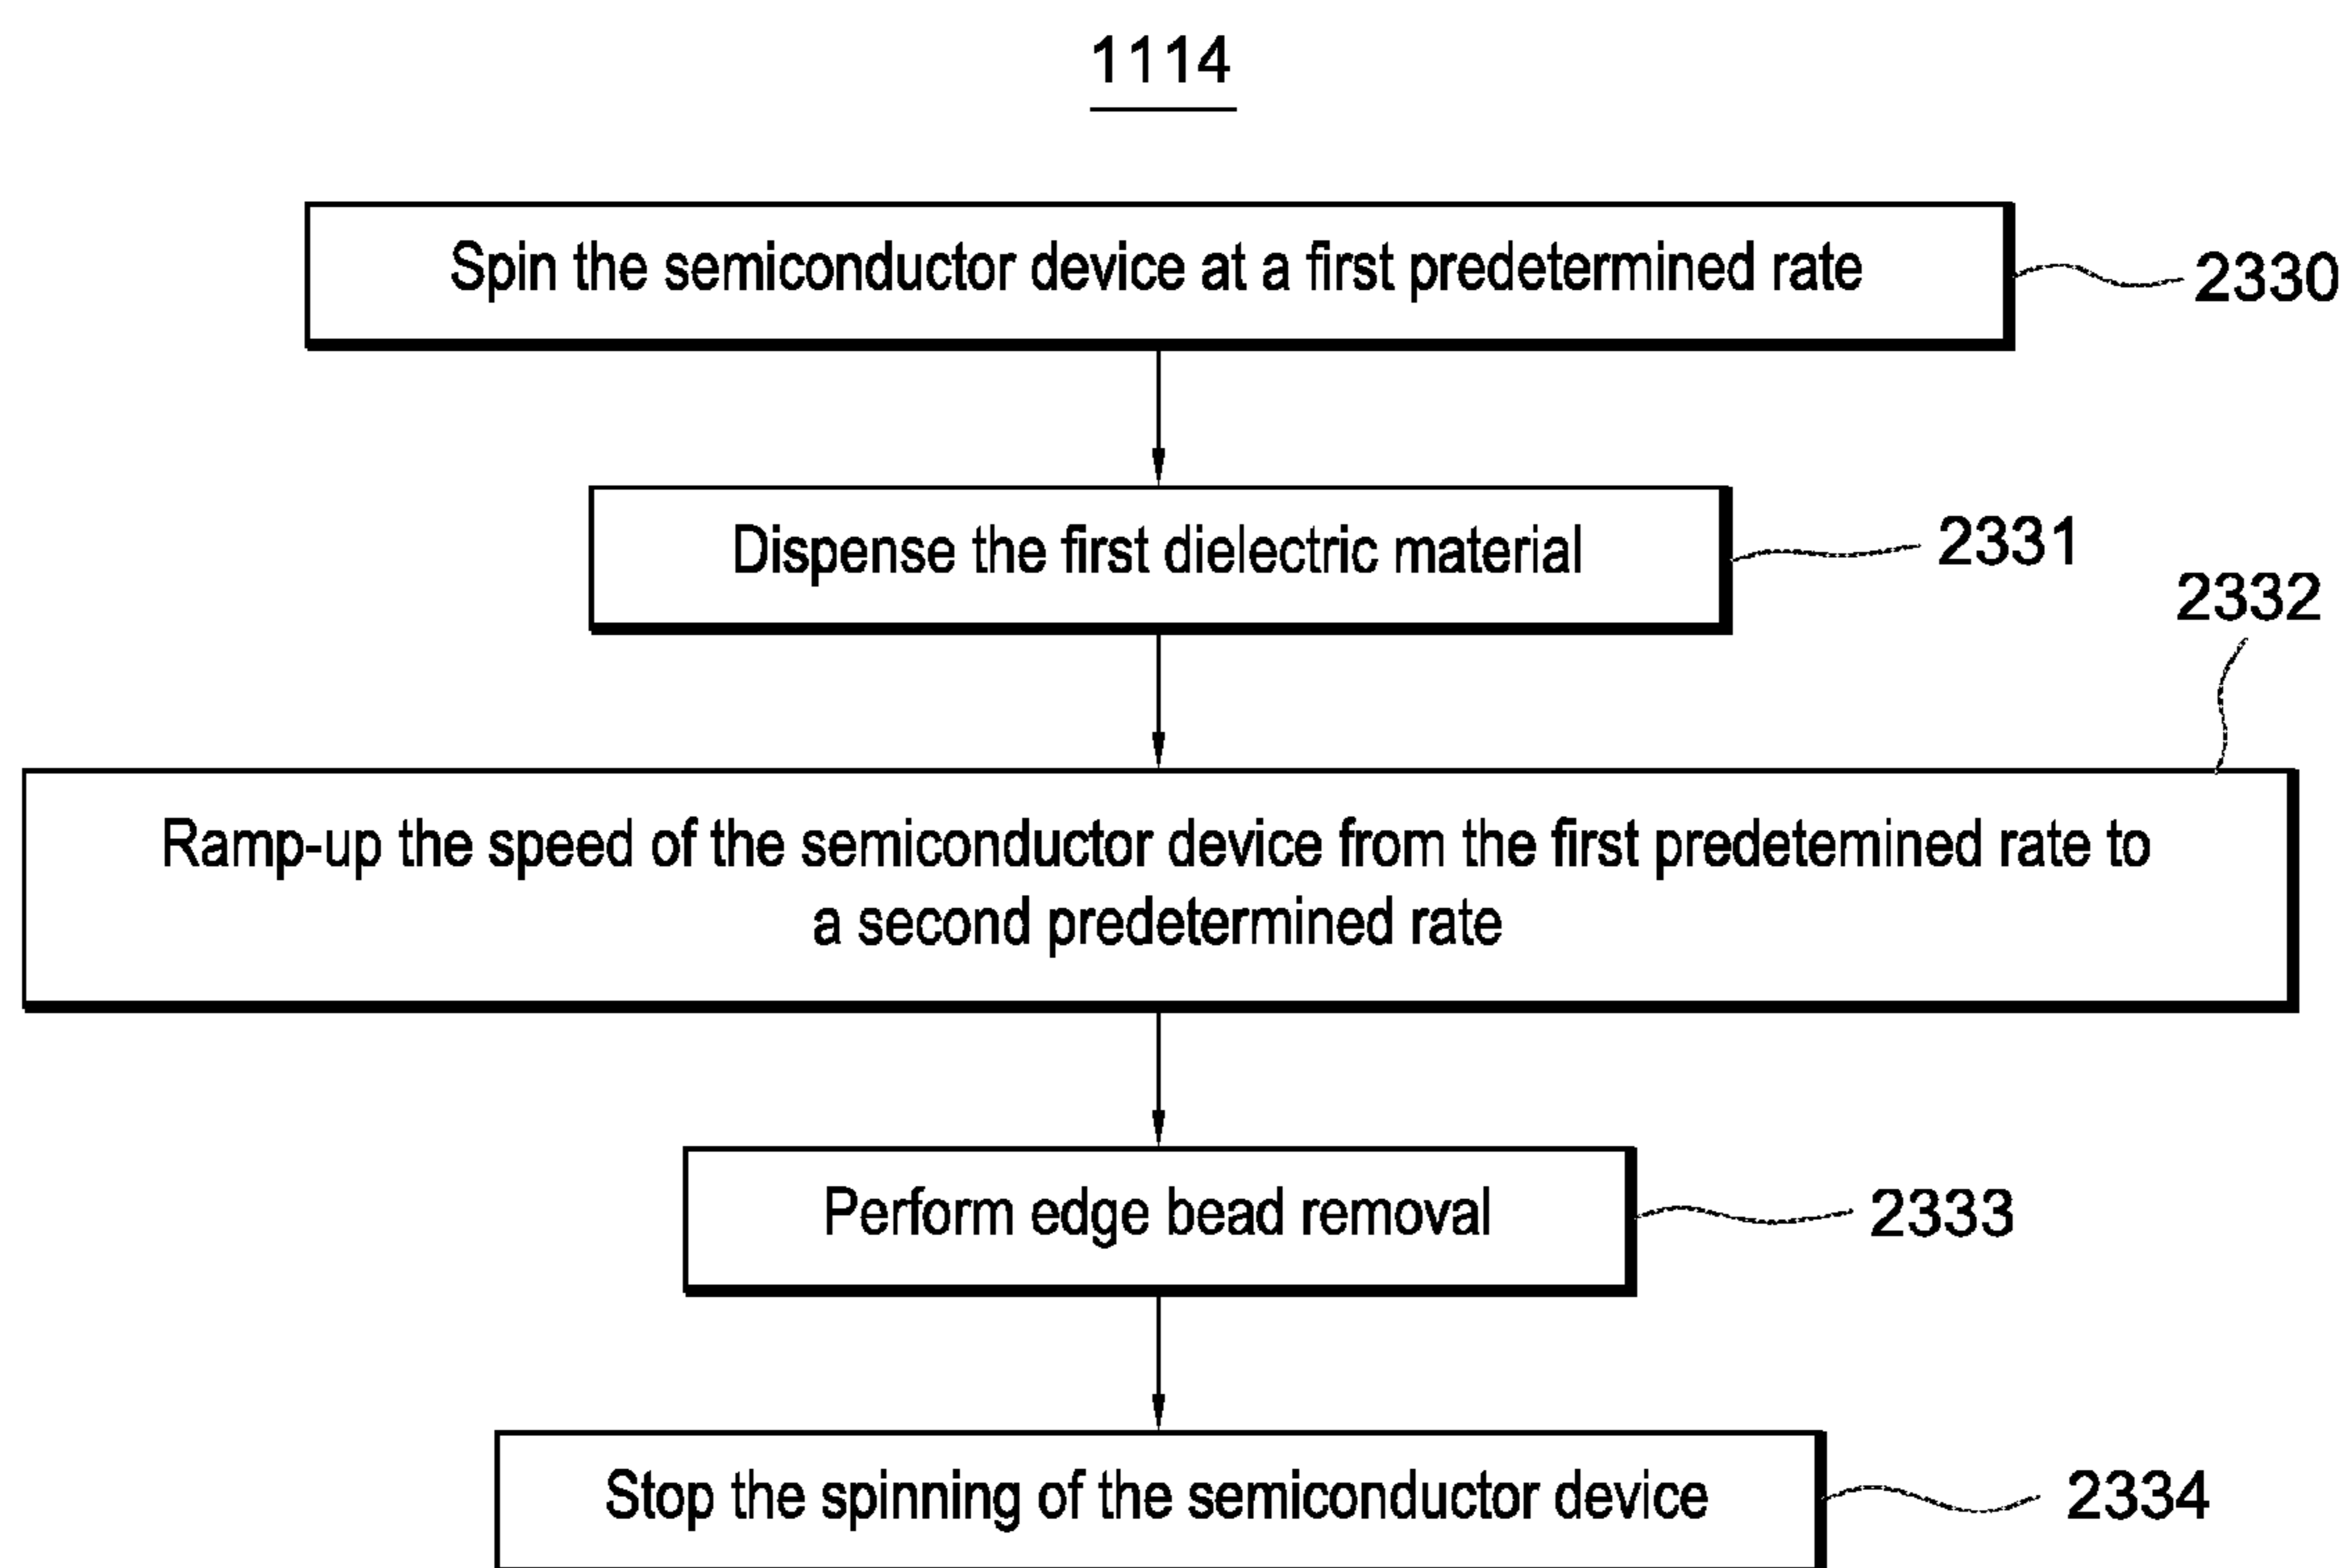 1114
Spin the semiconductor device at a first predetermined rate
2330
Dispense the first dielectric material
2331
2332
Ramp-up the speed of the semiconductor device from the first predetemined rate to
a second predetermined rate
Perform edge bead removal
2333
Stop the spinning of the semiconductor device
2334